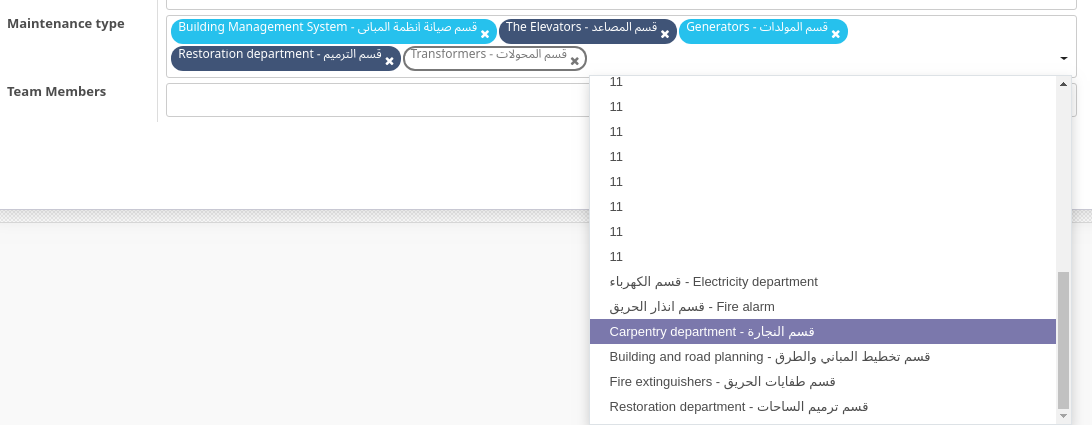 Maintenance type
Building Management System - قسم صيانة انظمة المبانى
The Elevators - قسم المصاعد
Generators - قسم المولدات
Restoration department - قسم الترميم
Transformers - قسم المحولات
Team Members
11
11
11
11
11
11
11
11
قسم الكهرباء - Electricity department
قسم انذار الحريق - Fire alarm
Carpentry department - قسم النجارة
Building and road planning - قسم تخطيط المباني والطرق
Fire extinguishers - قسم طفايات الحريق
Restoration department - قسم ترميم الساحات